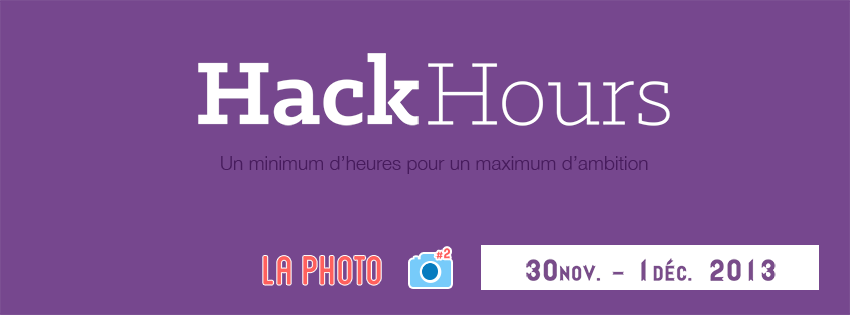 HackHours
Un minimum d'heures pour un maximum d'ambition
LA PHOTO #2 30NOV. - 1DÉC. 2013